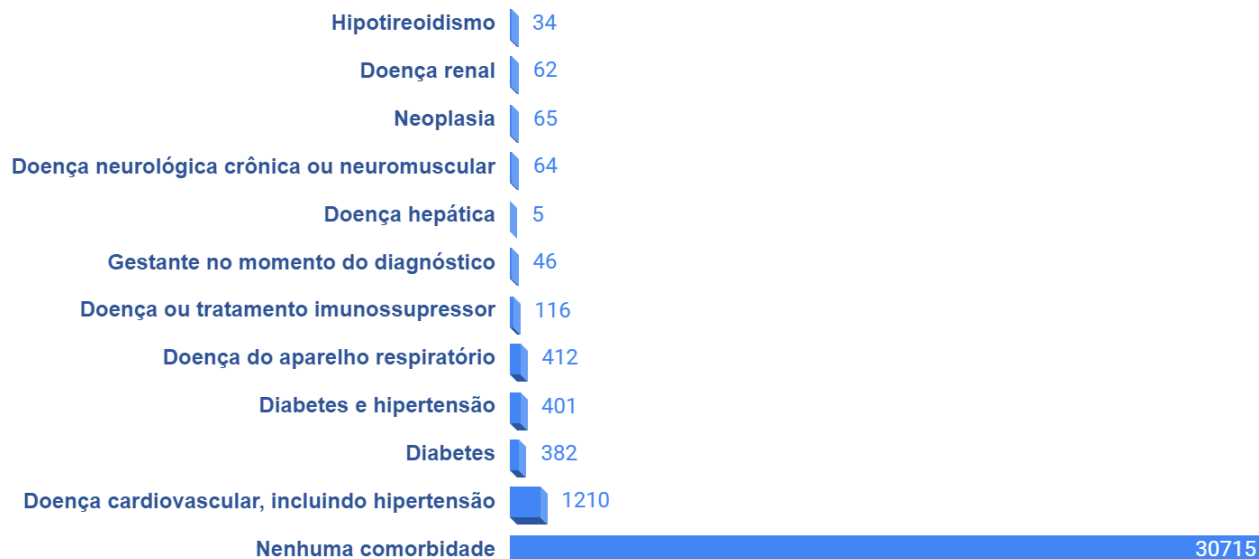 Hipotireoidismo 34
Doença renal 62
Neoplasia 65
Doença neurológica crônica ou neuromuscular 64
Doença hepática 5
Gestante no momento do diagnóstico 46
Doença ou tratamento imunossupressor 116
Doença do aparelho respiratório 412
Diabetes e hipertensão 401
Diabetes 382
Doença cardiovascular, incluindo hipertensão 1210
Nenhuma comorbidade 30715